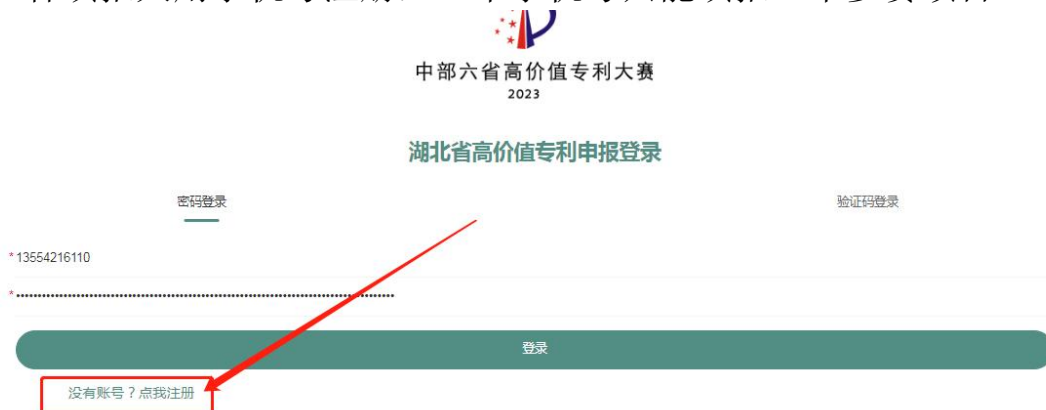 中部六省高价值专利大赛
2023
湖北省高价值专利申报登录
密码登录 验证码登录
*13554216110
*
登录
没有账号？点我注册